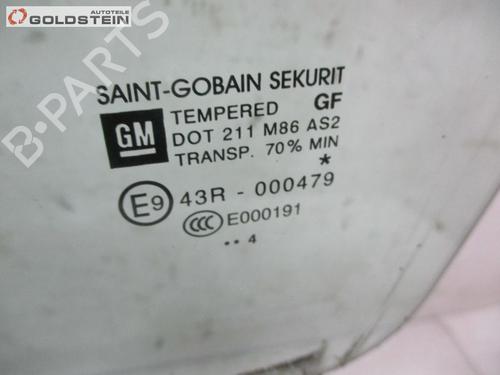 AUTOTEILE
GOLDSTEIN
B-PARTS
SAINT-GOBAIN SEKURIT
TEMPERED GF
GM
DOT 211 M86 AS2
TRANSP. 70% MIN
*
E9 43R - 000479
CCC E000191
•• 4